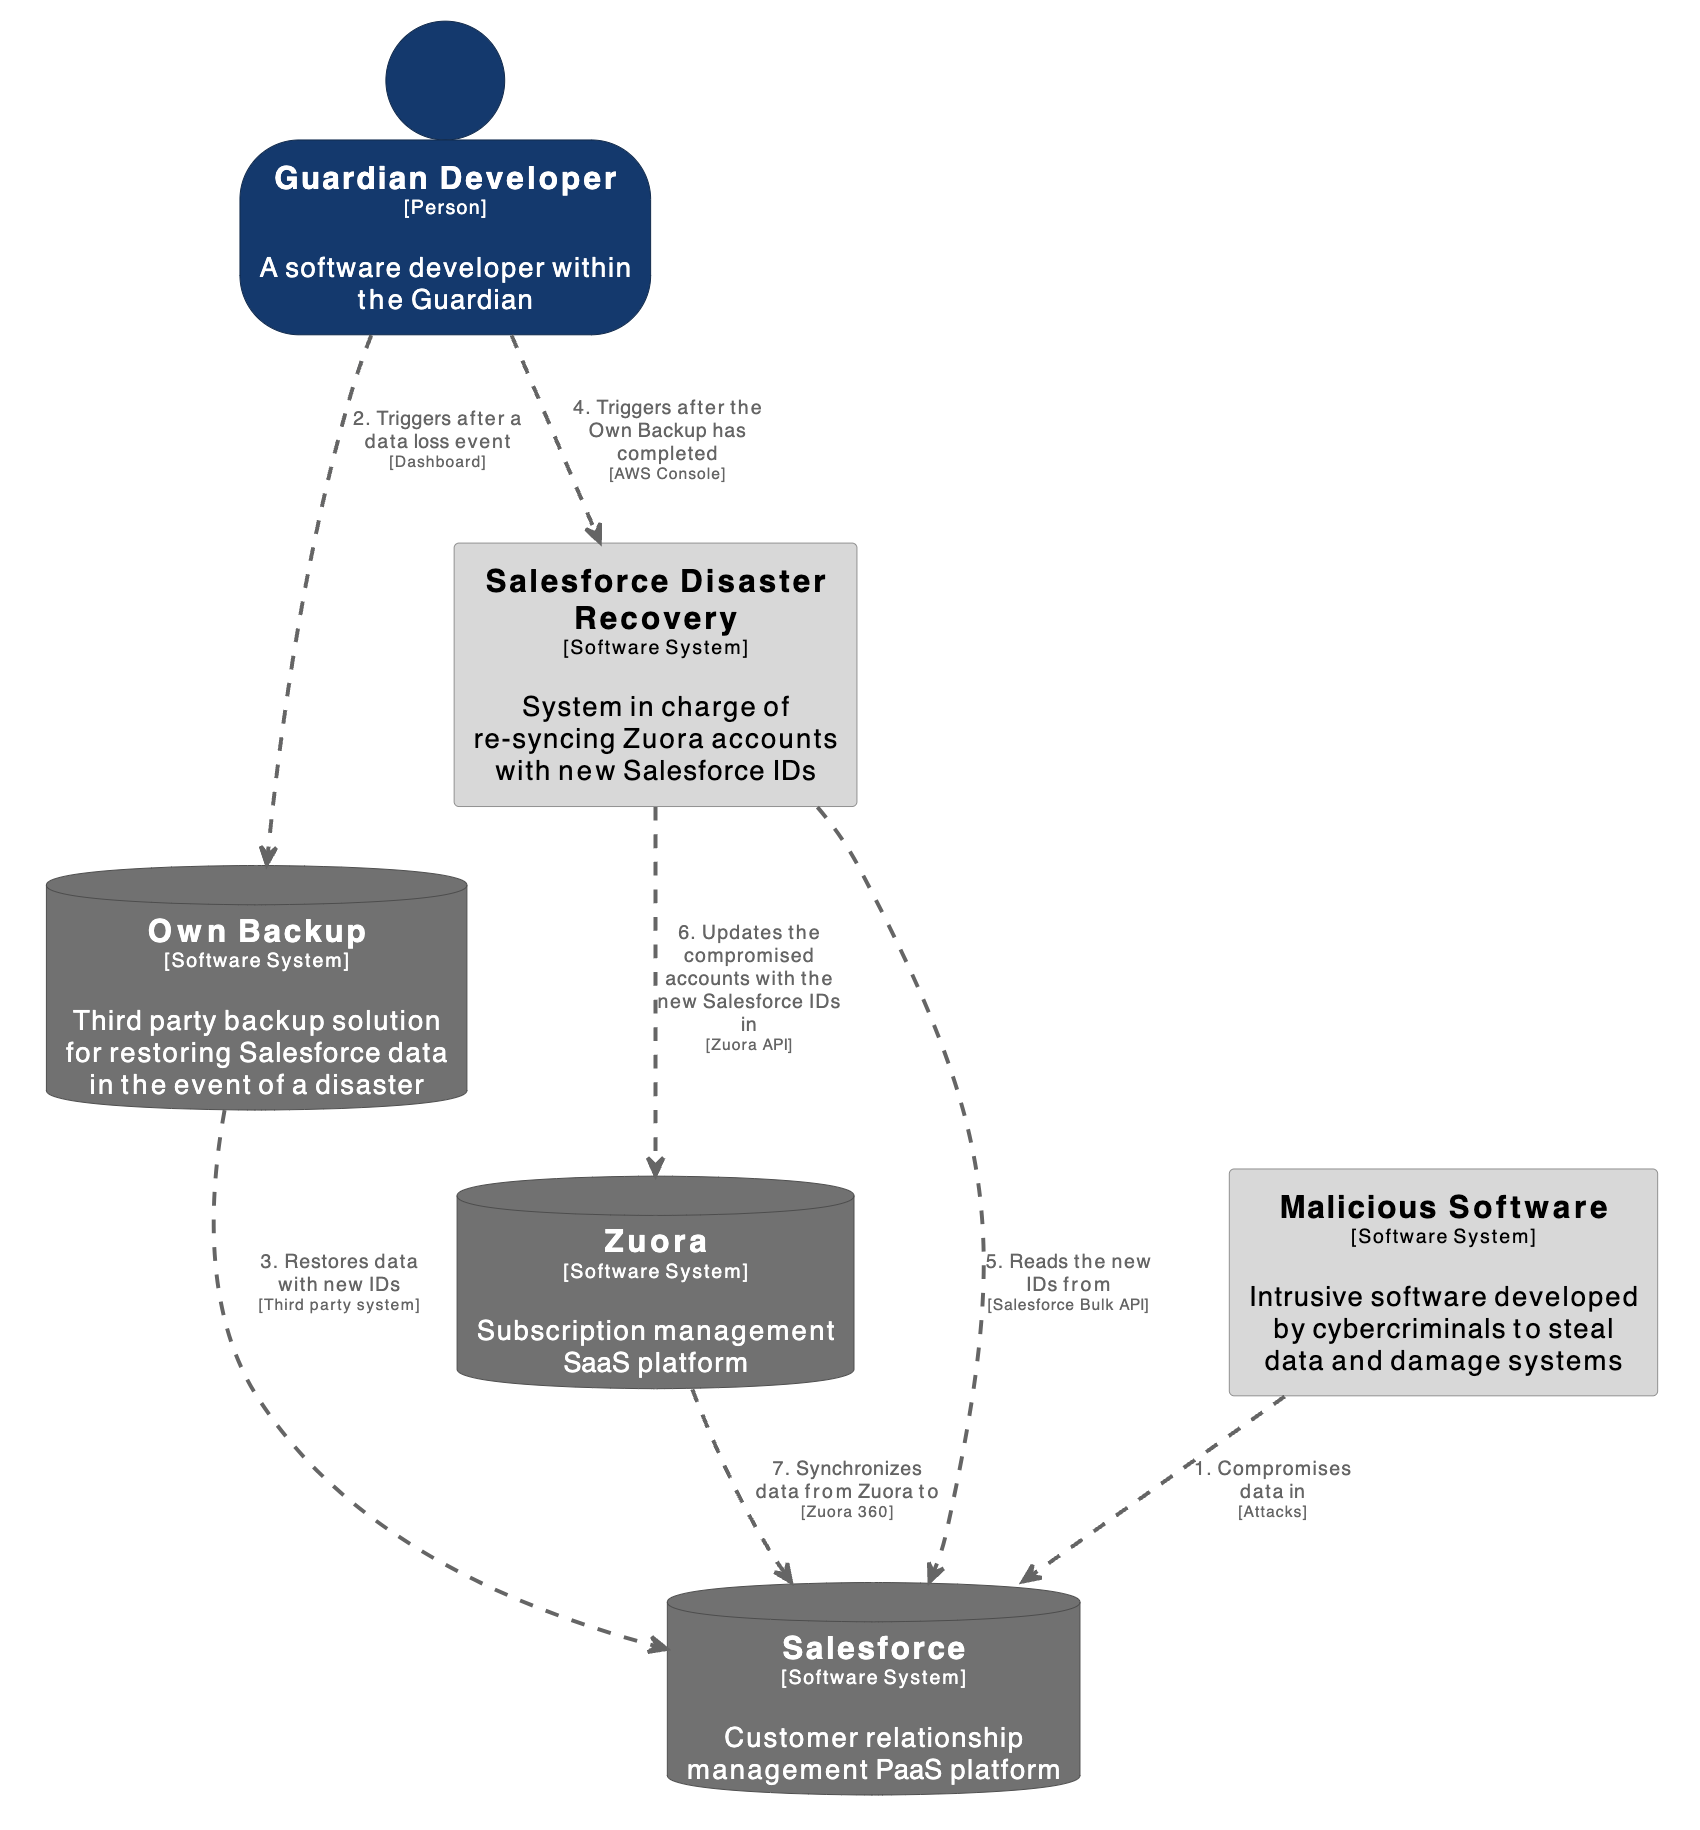 Guardian Developer
[Person]
A software developer within
the Guardian
2. Triggers after a
data loss event
[Dashboard]
4. Triggers after the
Own Backup has
completed
[AWS Console]
Salesforce Disaster
Recovery
[Software System]
System in charge of
re-syncing Zuora accounts
with new Salesforce IDs
Own Backup
[Software System]
Third party backup solution
for restoring Salesforce data
in the event of a disaster
6. Updates the
compromised
accounts with the
new Salesforce IDs
in
[Zuora API]
3. Restores data
with new IDs
[Third party system]
Zuora
[Software System]
Subscription management
SaaS platform
5. Reads the new
IDs from
[Salesforce Bulk API]
Malicious Software
[Software System]
Intrusive software developed
by cybercriminals to steal
data and damage systems
7. Synchronizes
data from Zuora to
[Zuora 360]
1. Compromises
data in
[Attacks]
Salesforce
[Software System]
Customer relationship
management PaaS platform